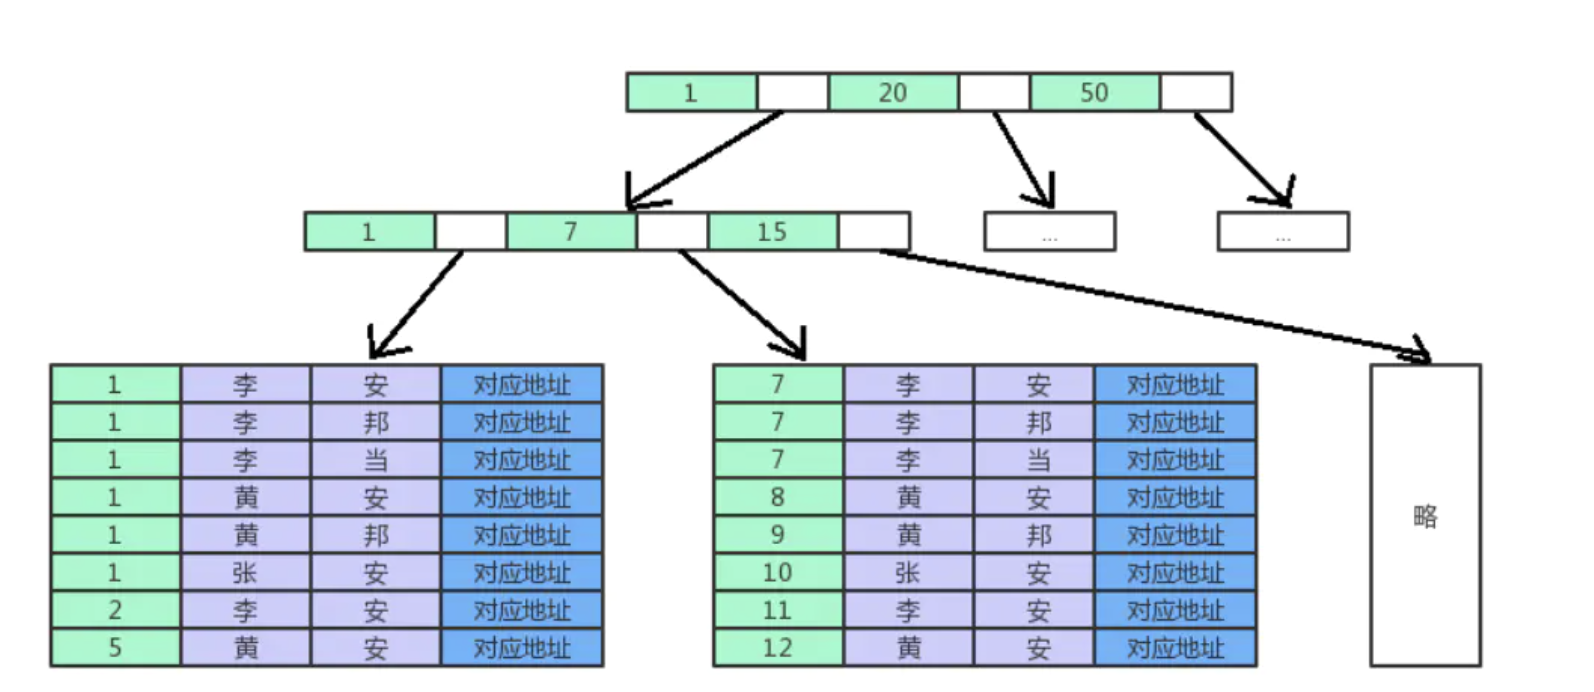 1 20 50
1 7 15 ... ...
1 李 安 对应地址 7 李 安 对应地址
1 李 邦 对应地址 7 李 邦 对应地址
1 李 当 对应地址 7 李 当 对应地址
1 黄 安 对应地址 8 黄 安 对应地址
1 黄 邦 对应地址 9 黄 邦 对应地址
略
1 张 安 对应地址 10 张 安 对应地址
2 李 安 对应地址 11 李 安 对应地址
5 黄 安 对应地址 12 黄 安 对应地址